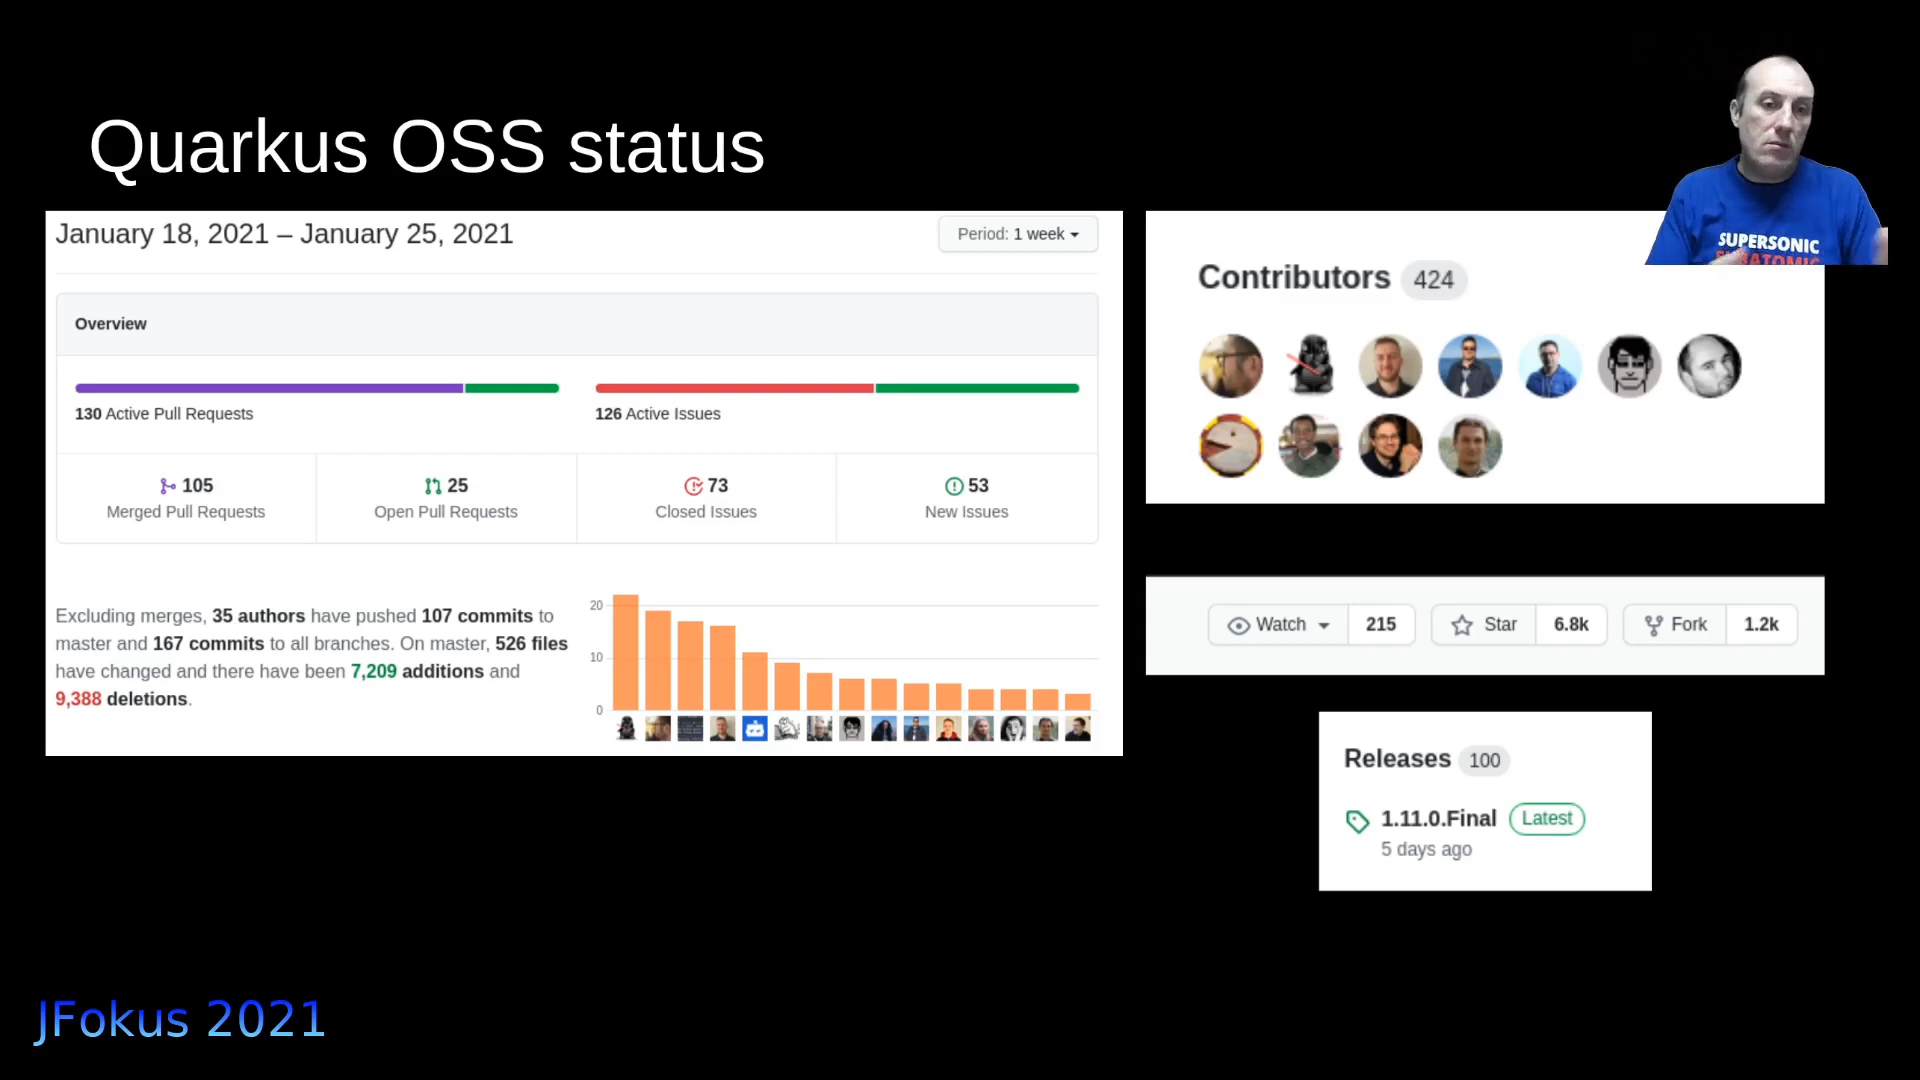 Quarkus OSS status
January 18, 2021 – January 25, 2021
Period: 1 week
Overview
130 Active Pull Requests
126 Active Issues
105
Merged Pull Requests
25
Open Pull Requests
73
Closed Issues
53
New Issues
Excluding merges, 35 authors have pushed 107 commits to
master and 167 commits to all branches. On master, 526 files
have changed and there have been 7,209 additions and
9,388 deletions.
20
10
0
SUPERSONIC
SUBATOMIC
Contributors 424
Watch 215 Star 6.8k Fork 1.2k
Releases 100
1.11.0.Final Latest
5 days ago
JFokus 2021